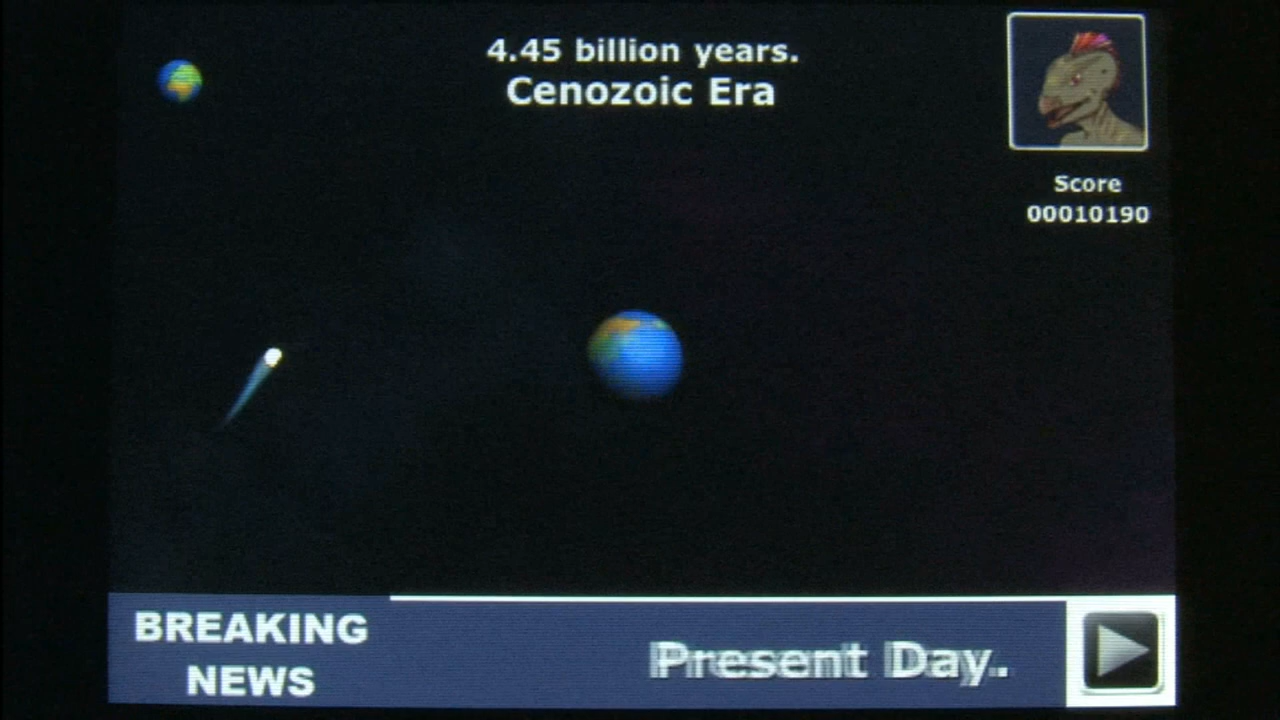 4.45 billion years.
Cenozoic Era
Score
00010190
BREAKING
NEWS
Present Day.